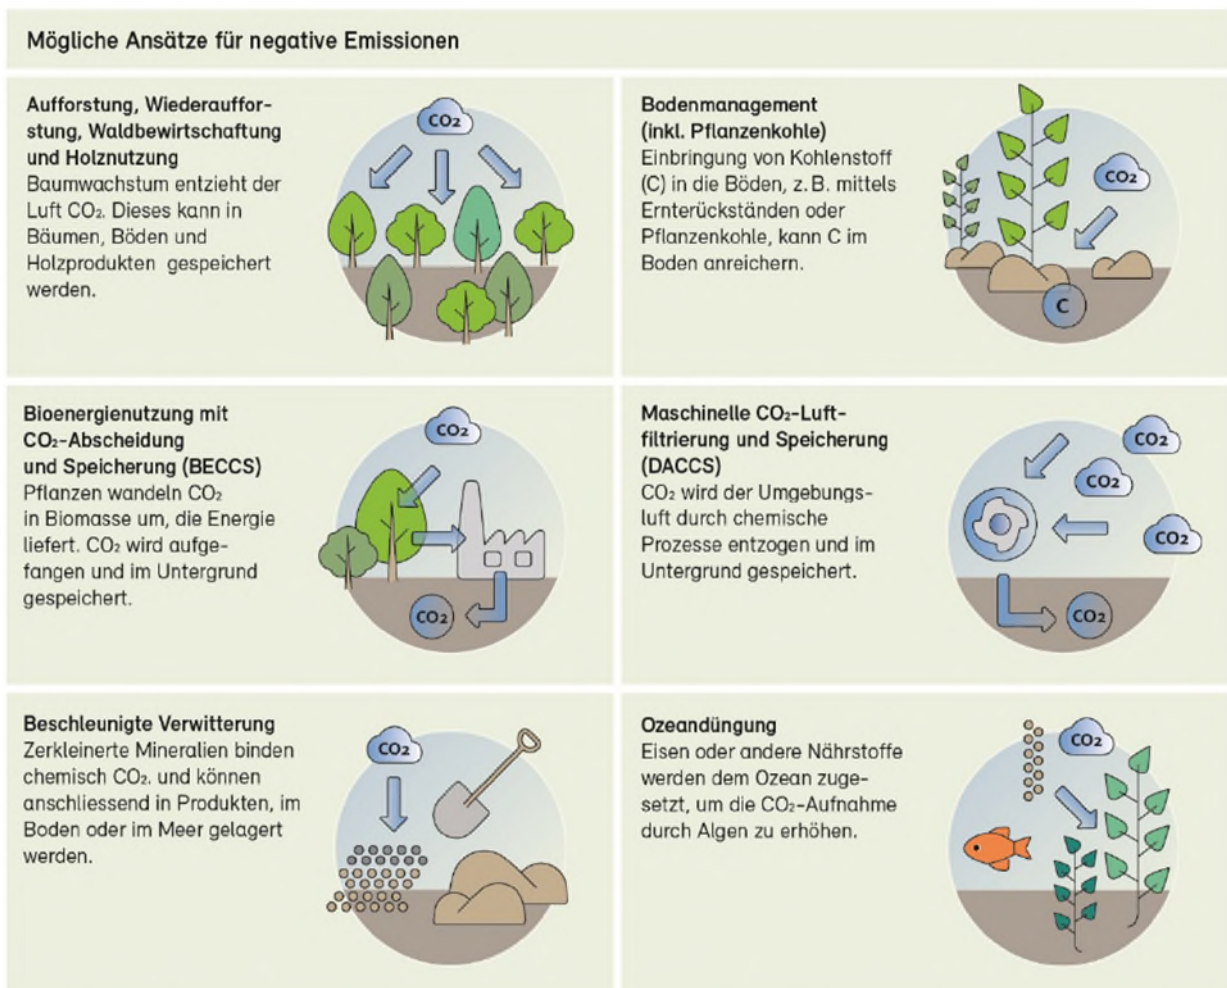 Mögliche Ansätze für negative Emissionen
Aufforstung, Wiederauffor-
stung, Waldbewirtschaftung
und Holznutzung
Baumwachstum entzieht der
Luft CO₂. Dieses kann in
Bäumen, Böden und
Holzprodukten gespeichert
werden.
CO₂
Bodenmanagement
(inkl. Pflanzenkohle)
Einbringung von Kohlenstoff
(C) in die Böden, z. B. mittels
Ernterückständen oder
Pflanzenkohle, kann C im
Boden anreichern.
CO₂
C
Bioenergienutzung mit
CO₂-Abscheidung
und Speicherung (BECCS)
Pflanzen wandeln CO₂
in Biomasse um, die Energie
liefert. CO₂ wird aufge-
fangen und im Untergrund
gespeichert.
CO₂
CO₂
Maschinelle CO₂-Luft-
filtrierung und Speicherung
(DACCS)
CO₂ wird der Umgebungs-
luft durch chemische
Prozesse entzogen und im
Untergrund gespeichert.
CO₂
CO₂
CO₂
CO₂
Beschleunigte Verwitterung
Zerkleinerte Mineralien binden
chemisch CO₂. und können
anschliessend in Produkten, im
Boden oder im Meer gelagert
werden.
CO₂
Ozeandüngung
Eisen oder andere Nährstoffe
werden dem Ozean zuge-
setzt, um die CO₂-Aufnahme
durch Algen zu erhöhen.
CO₂